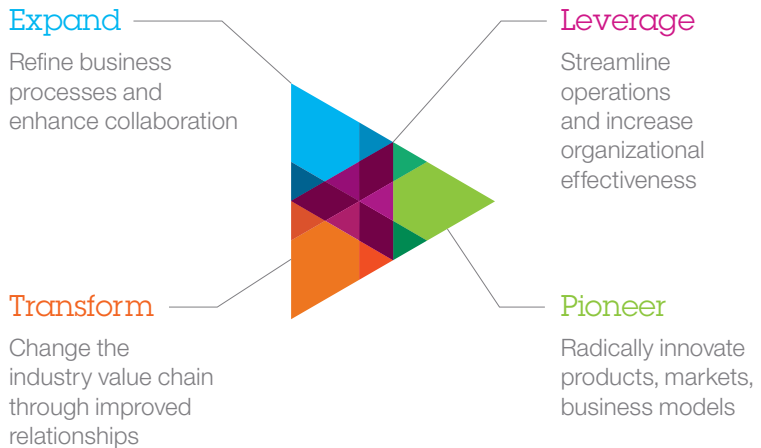 Expand
Refine business
processes and
enhance collaboration
Leverage
Streamline
operations
and increase
organizational
effectiveness
Transform
Change the
industry value chain
through improved
relationships
Pioneer
Radically innovate
products, markets,
business models